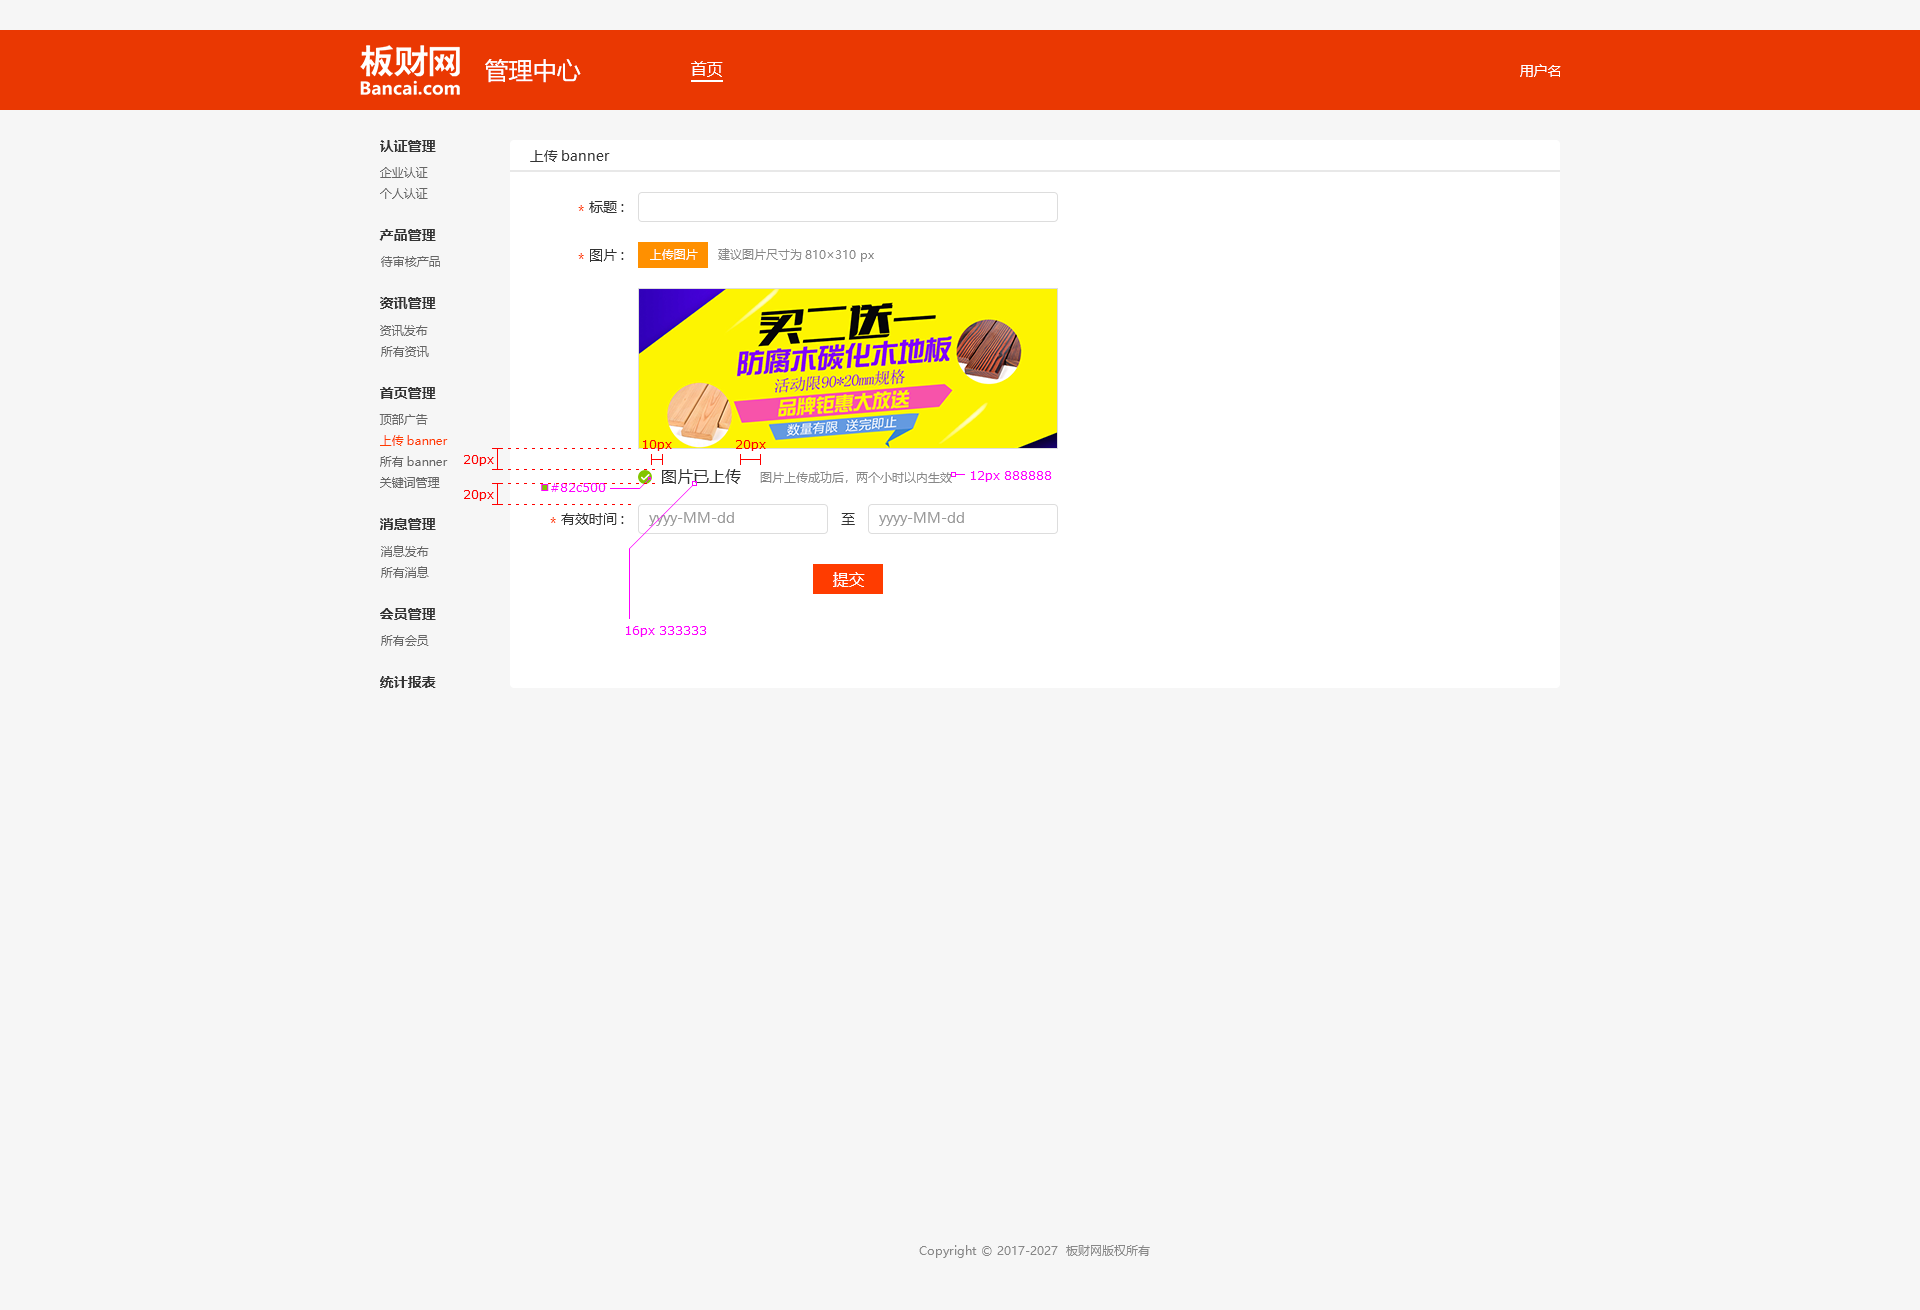 板财网
Bancai.com
管理中心
首页
用户名
认证管理
企业认证
个人认证
产品管理
待审核产品
资讯管理
资讯发布
所有资讯
首页管理
顶部广告
上传 banner
所有 banner
关键词管理
消息管理
消息发布
所有消息
会员管理
所有会员
统计报表
上传 banner
* 标题：
* 图片：
上传图片
建议图片尺寸为 810×310 px
买二送一
防腐木碳化木地板
活动限90*20mm规格
品牌钜惠大放送
数量有限 送完即止
10px
20px
20px
图片已上传
图片上传成功后，两个小时以内生效
12px 888888
#82c500
20px
* 有效时间：
yyyy-MM-dd
至
yyyy-MM-dd
提交
16px 333333
Copyright © 2017-2027 板财网版权所有